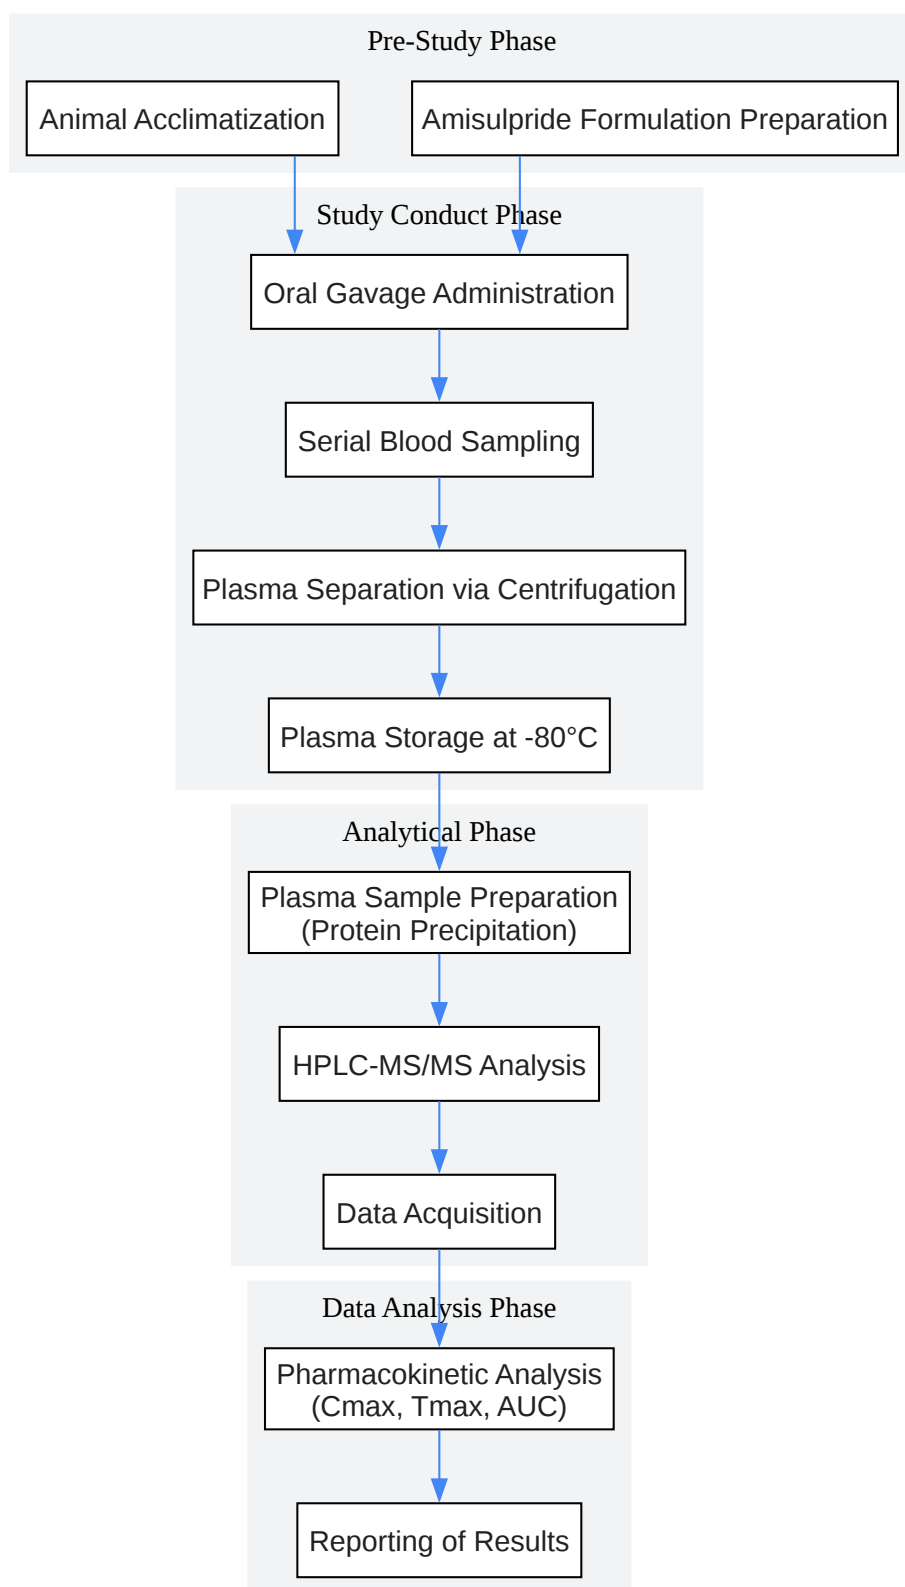 Pre-Study Phase
Animal Acclimatization
Amisulpride Formulation Preparation
Study Conduct Phase
Oral Gavage Administration
Serial Blood Sampling
Plasma Separation via Centrifugation
Plasma Storage at -80°C
Analytical Phase
Plasma Sample Preparation
(Protein Precipitation)
HPLC-MS/MS Analysis
Data Acquisition
Data Analysis Phase
Pharmacokinetic Analysis
(Cmax, Tmax, AUC)
Reporting of Results